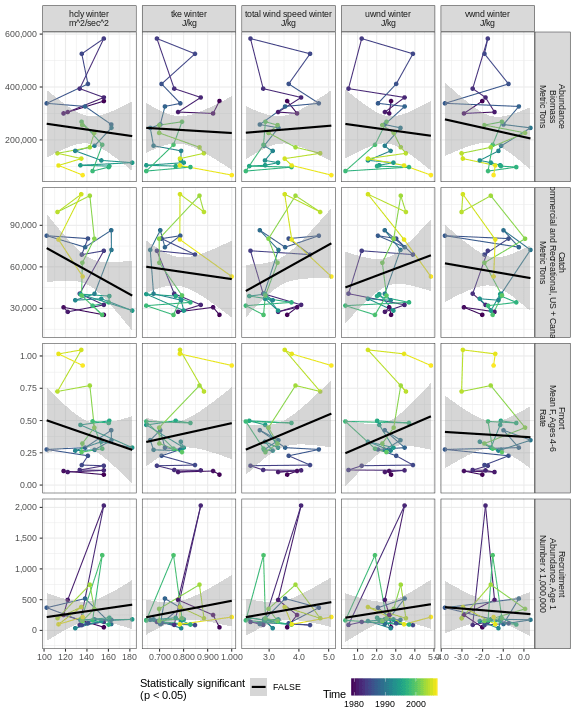 hcly winter
m^2/sec^2
tke winter
J/kg
total wind speed winter
J/kg
uwnd winter
J/kg
vwnd winter
J/kg
600,000
400,000
200,000
Abundance
Biomass
Metric Tons
90,000
60,000
30,000
Catch
ommercial and Recreational, US + Cana
Metric Tons
1.00
0.75
0.50
0.25
0.00
Fmort
Mean F, Ages 4-6
Rate
2,000
1,500
1,000
500
0
Recruitment
Abundance, Age 1
Number x 1,000,000
100 120 140 160 180
0.700 0.800 0.900 1.000
3.0 4.0 5.0
1.0 2.0 3.0 4.0 5.0
-4.0 -3.0 -2.0 -1.0 0.0
Statistically significant
(p < 0.05)
FALSE
Time
1980 1990 2000